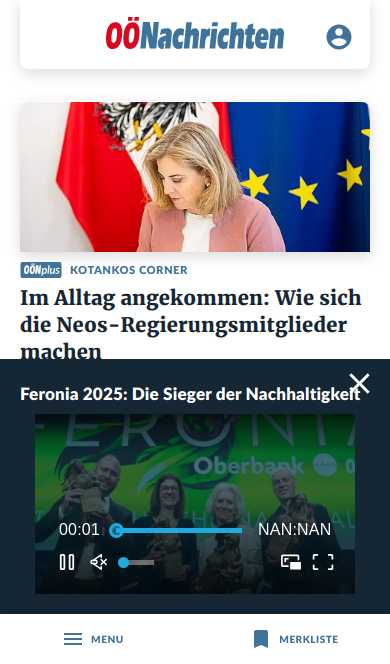 OÖNachrichten
OÖNplus KOTANKOS CORNER
Im Alltag angekommen: Wie sich
die Neos-Regierungsmitglieder
machen
Feronia 2025: Die Sieger der Nachhaltigkeit
FERONIA
Oberbank
00:01
NAN:NAN
MENU
MERKLISTE